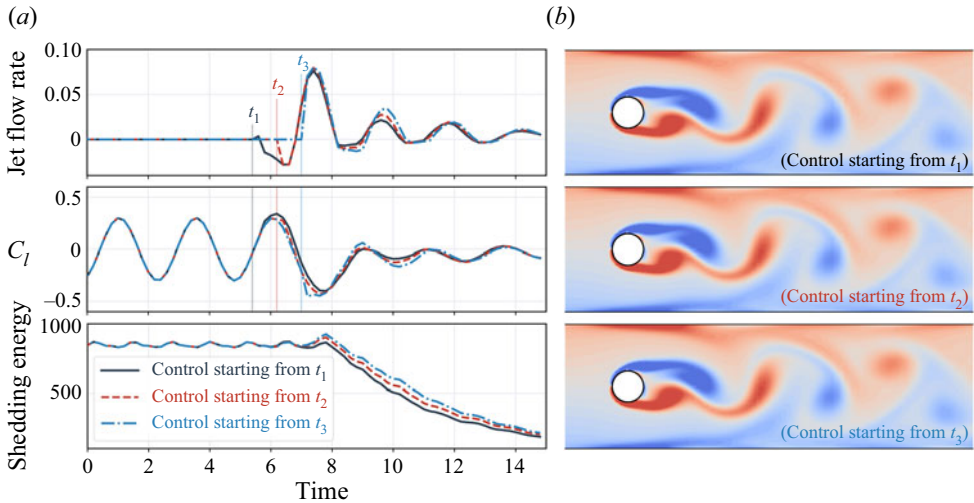 (a)
(b)
Jet flow rate
0.10
0.05
0
t1
t2
t3
Cl
0.5
0
−0.5
Shedding energy
1000
500
Control starting from t1
Control starting from t2
Control starting from t3
0 2 4 6 8 10 12 14
Time
(Control starting from t1)
(Control starting from t2)
(Control starting from t3)